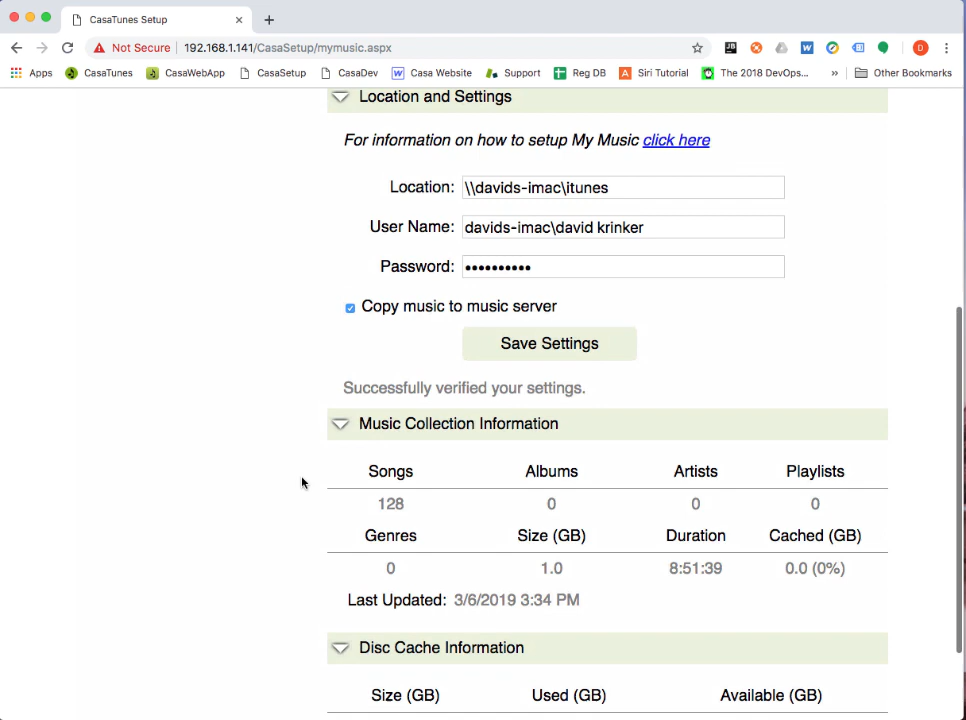 CasaTunes Setup
Not Secure 192.168.1.141/CasaSetup/mymusic.aspx
Apps CasaTunes CasaWebApp CasaSetup CasaDev Casa Website Support Reg DB Siri Tutorial The 2018 DevOps... » Other Bookmarks
Location and Settings
For information on how to setup My Music click here
Location: \\davids-imac\itunes
User Name: davids-imac\david krinker
Password: ••••••••••
Copy music to music server
Save Settings
Successfully verified your settings.
Music Collection Information
Songs Albums Artists Playlists
128 0 0 0
Genres Size (GB) Duration Cached (GB)
0 1.0 8:51:39 0.0 (0%)
Last Updated: 3/6/2019 3:34 PM
Disc Cache Information
Size (GB) Used (GB) Available (GB)